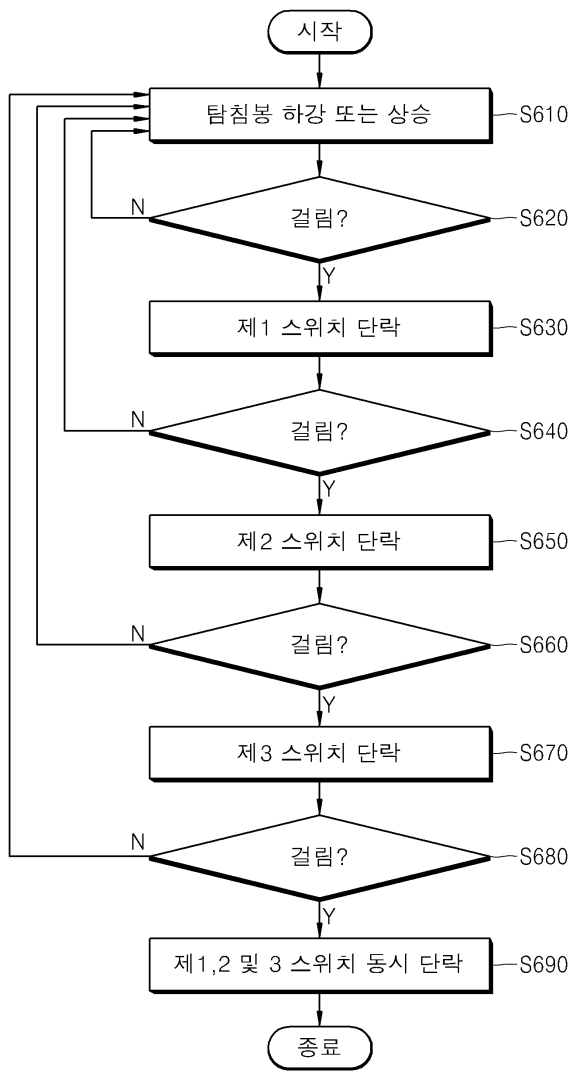 시작
탐침봉 하강 또는 상승
S610
N
걸림?
S620
Y
제1 스위치 단락
S630
N
걸림?
S640
Y
제2 스위치 단락
S650
N
걸림?
S660
Y
제3 스위치 단락
S670
N
걸림?
S680
Y
제1,2 및 3 스위치 동시 단락
S690
종료